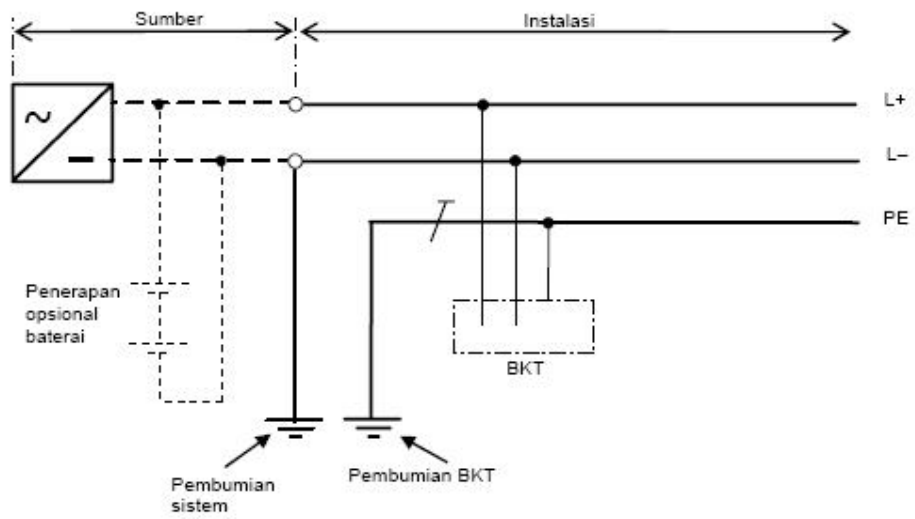 Sumber
Instalasi
L+
L–
PE
Penerapan
opsional
baterai
BKT
Pembumian
sistem
Pembumian BKT